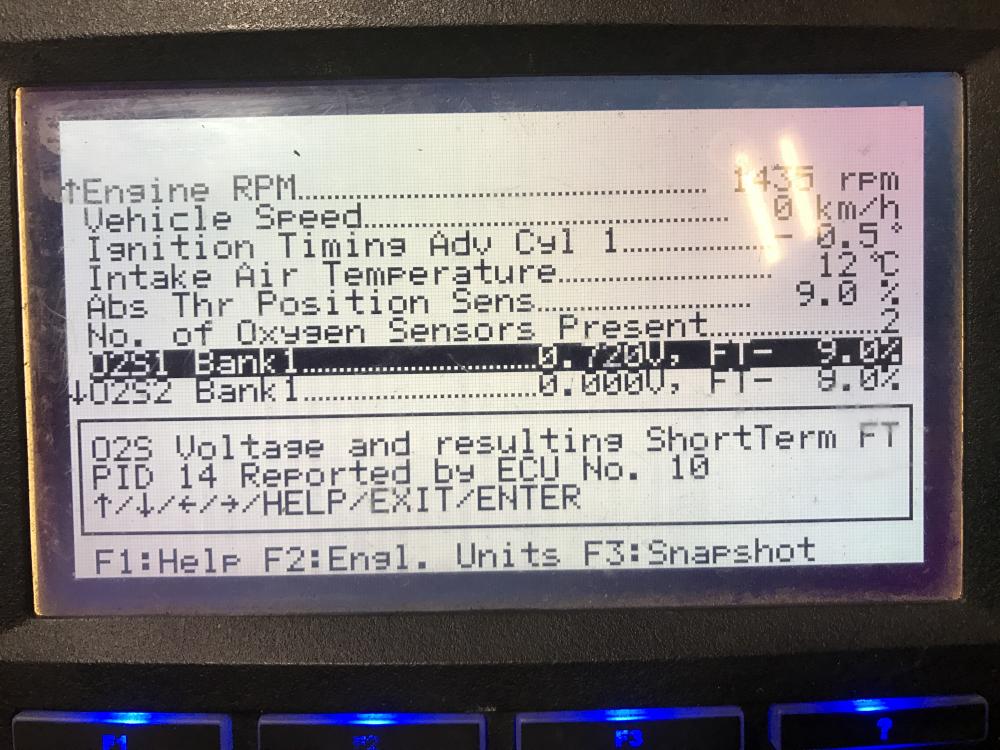 ↑Engine RPM................................................ 1435 rpm
Vehicle Speed............................................ 0 km/h
Ignition Timing Adv Cyl 1................- 0.5°
Intake Air Temperature......................... 12℃
Abs Thr Position Sens......................... 9.0 %
No. of Oxygen Sensors Present......................2
O2S1 Bank1...........................0.720V, FT- 9.0%
↓O2S2 Bank1...........................0.000V, FT- 9.0%
O2S Voltage and resulting ShortTerm FT
PID 14 Reported by ECU No. 10
↑/↓/←/→/HELP/EXIT/ENTER
F1:Help F2:Engl. Units F3:Snapshot
F1 F2 F3 ?